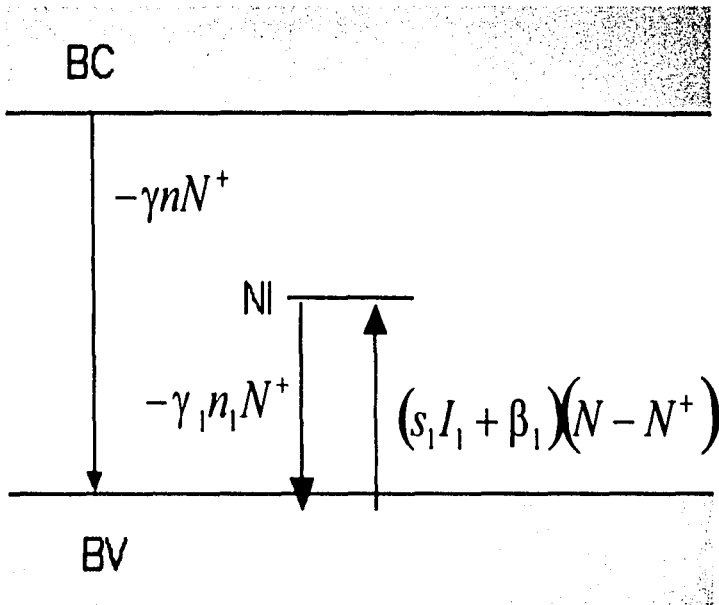 BC
−γnN⁺
NI
−γ₁n₁N⁺
(s₁I₁ + β₁)(N − N⁺)
BV